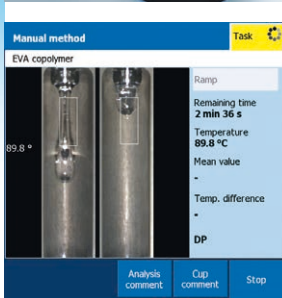 Manual method
Task
EVA copolymer
Ramp
Remaining time
2 min 36 s
Temperature
89.8 °C
Mean value
-
Temp. difference
-
DP
89.8 °
Analysis
comment
Cup
comment
Stop